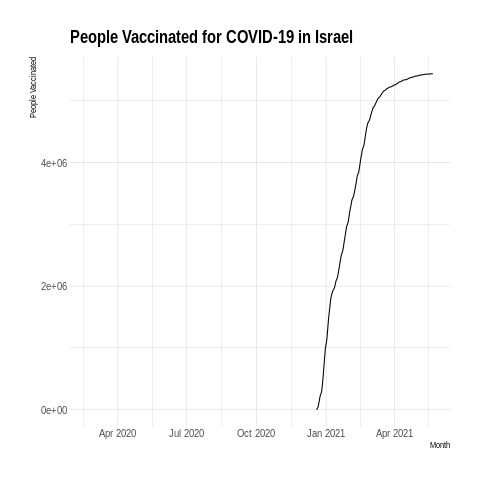 People Vaccinated for COVID-19 in Israel
People Vaccinated
4e+06
2e+06
0e+00
Apr 2020 Jul 2020 Oct 2020 Jan 2021 Apr 2021
Month